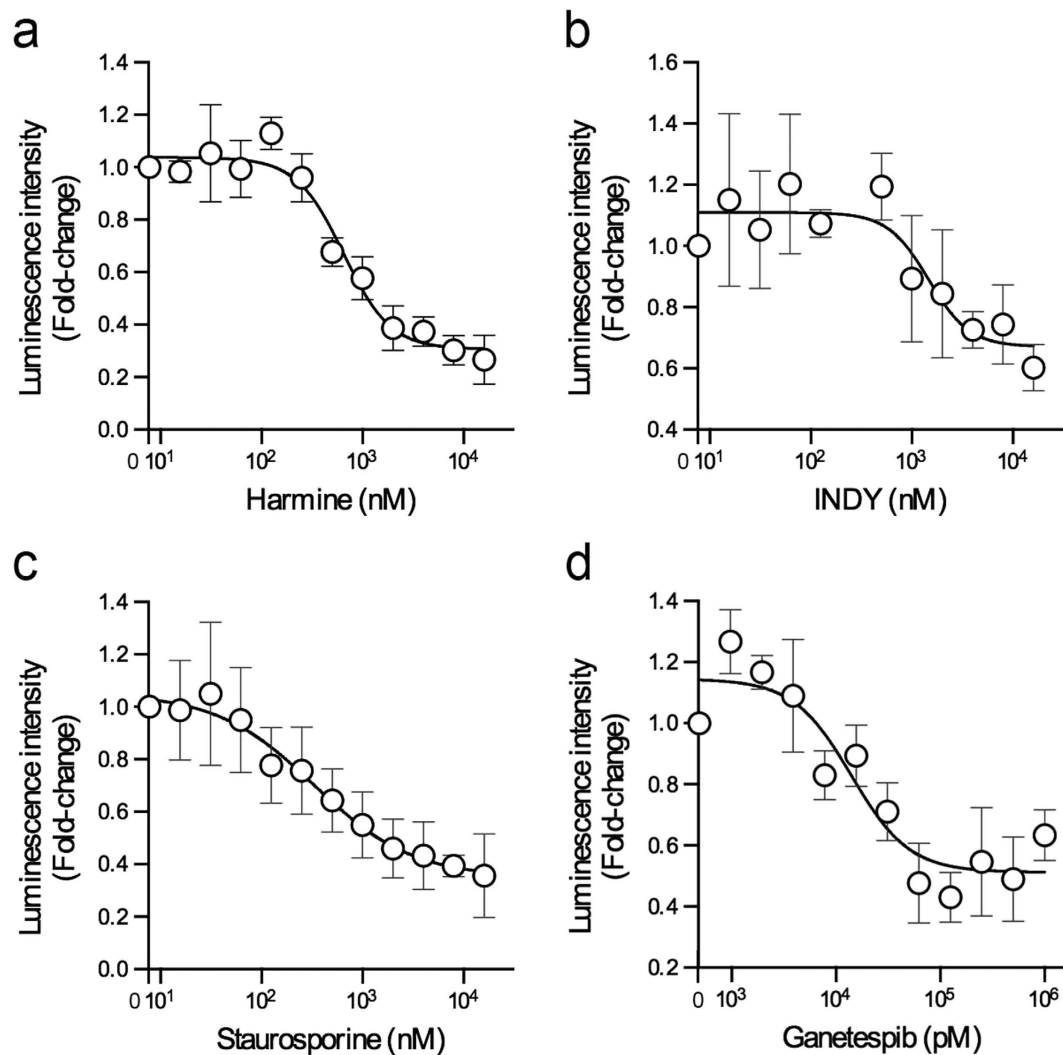 a
Luminescence intensity
(Fold-change)
1.4
1.2
1.0
0.8
0.6
0.4
0.2
0.0
0 10¹ 10² 10³ 10⁴
Harmine (nM)
b
Luminescence intensity
(Fold-change)
1.6
1.4
1.2
1.0
0.8
0.6
0.4
0 10¹ 10² 10³ 10⁴
INDY (nM)
c
Luminescence intensity
(Fold-change)
1.4
1.2
1.0
0.8
0.6
0.4
0.2
0.0
0 10¹ 10² 10³ 10⁴
Staurosporine (nM)
d
Luminescence intensity
(Fold-change)
1.4
1.2
1.0
0.8
0.6
0.4
0.2
0 10³ 10⁴ 10⁵ 10⁶
Ganetespib (pM)